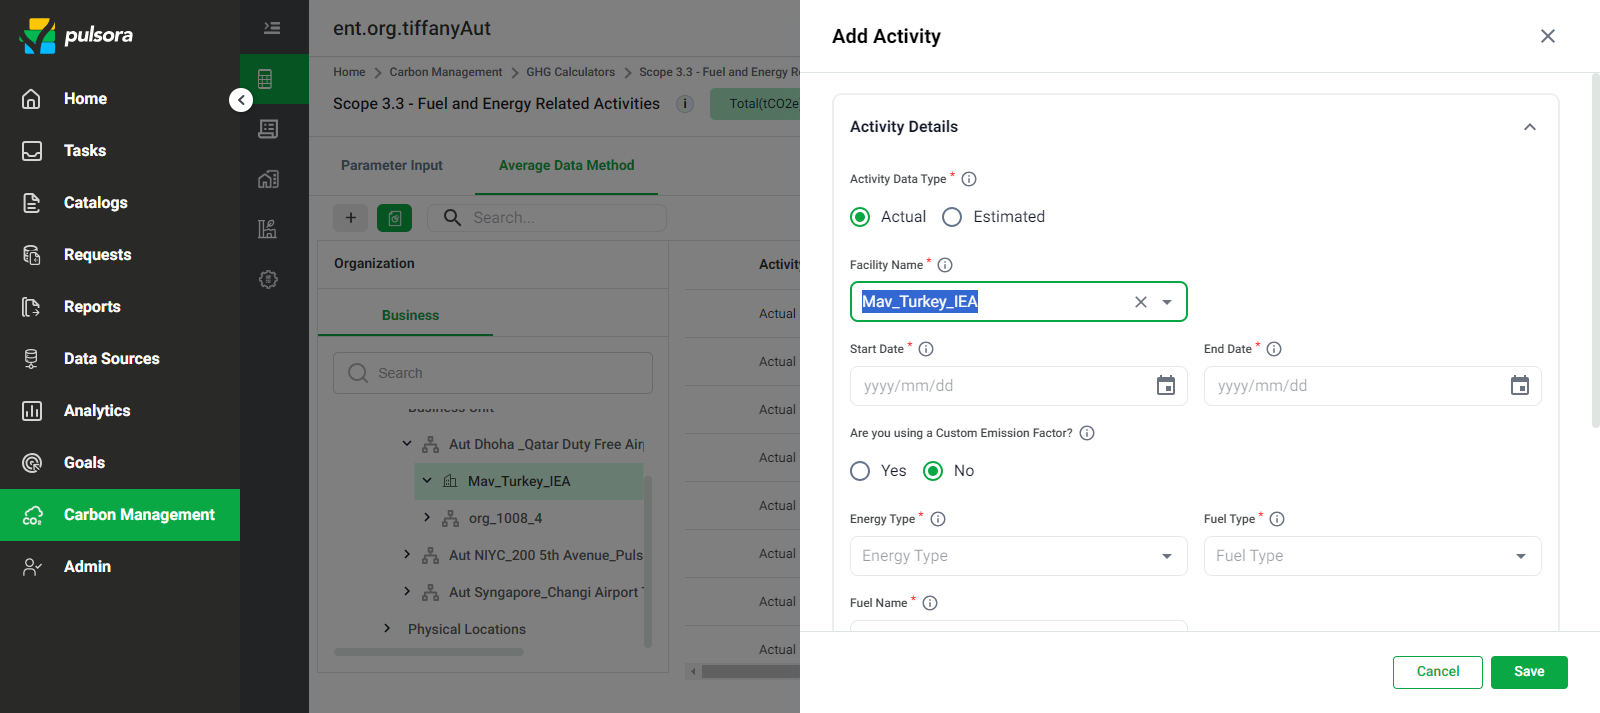 pulsora
Home
Tasks
Catalogs
Requests
Reports
Data Sources
Analytics
Goals
Carbon Management
Admin
ent.org.tiffanyAut
Home > Carbon Management > GHG Calculators > Scope 3.3 - Fuel and Energy R
Scope 3.3 - Fuel and Energy Related Activities
Total(tCO2e
Parameter Input
Average Data Method
Search...
Organization
Business
Search
Business Unit
Aut Dhoha _Qatar Duty Free Air
Mav_Turkey_IEA
org_1008_4
Aut NIYC_200 5th Avenue_Puls
Aut Syngapore_Changi Airport T
Physical Locations
Activity
Actual
Actual
Actual
Actual
Actual
Actual
Actual
Actual
Add Activity
Activity Details
Activity Data Type *
Actual
Estimated
Facility Name *
Mav_Turkey_IEA
Start Date *
End Date *
yyyy/mm/dd
yyyy/mm/dd
Are you using a Custom Emission Factor?
Yes
No
Energy Type *
Fuel Type *
Energy Type
Fuel Type
Fuel Name *
Cancel
Save